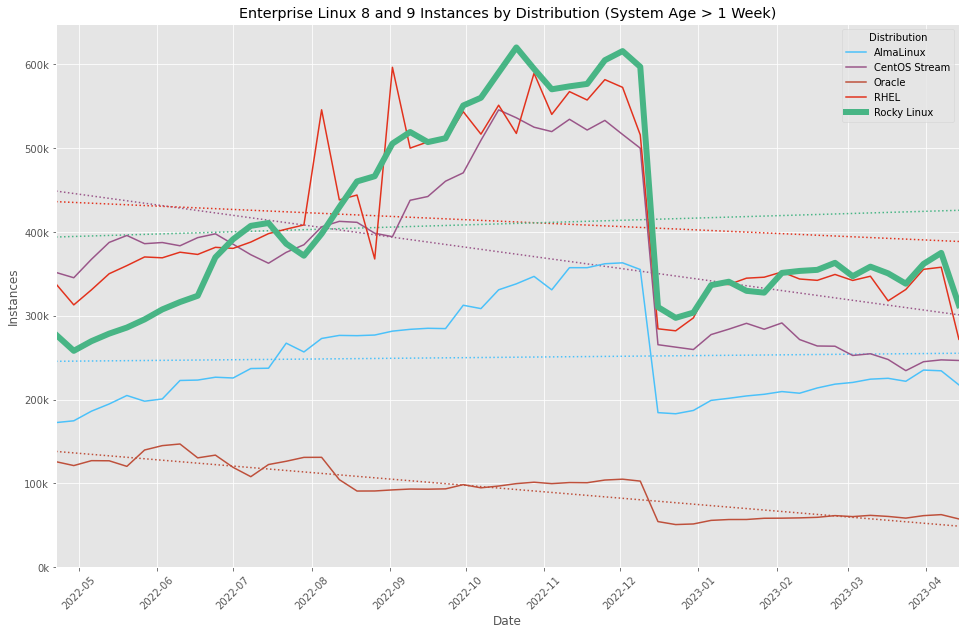 Enterprise Linux 8 and 9 Instances by Distribution (System Age > 1 Week)
Distribution
AlmaLinux
CentOS Stream
Oracle
RHEL
Rocky Linux
600k
500k
400k
300k
200k
100k
0k
Instances
2022-05
2022-06
2022-07
2022-08
2022-09
2022-10
2022-11
2022-12
2023-01
2023-02
2023-03
2023-04
Date